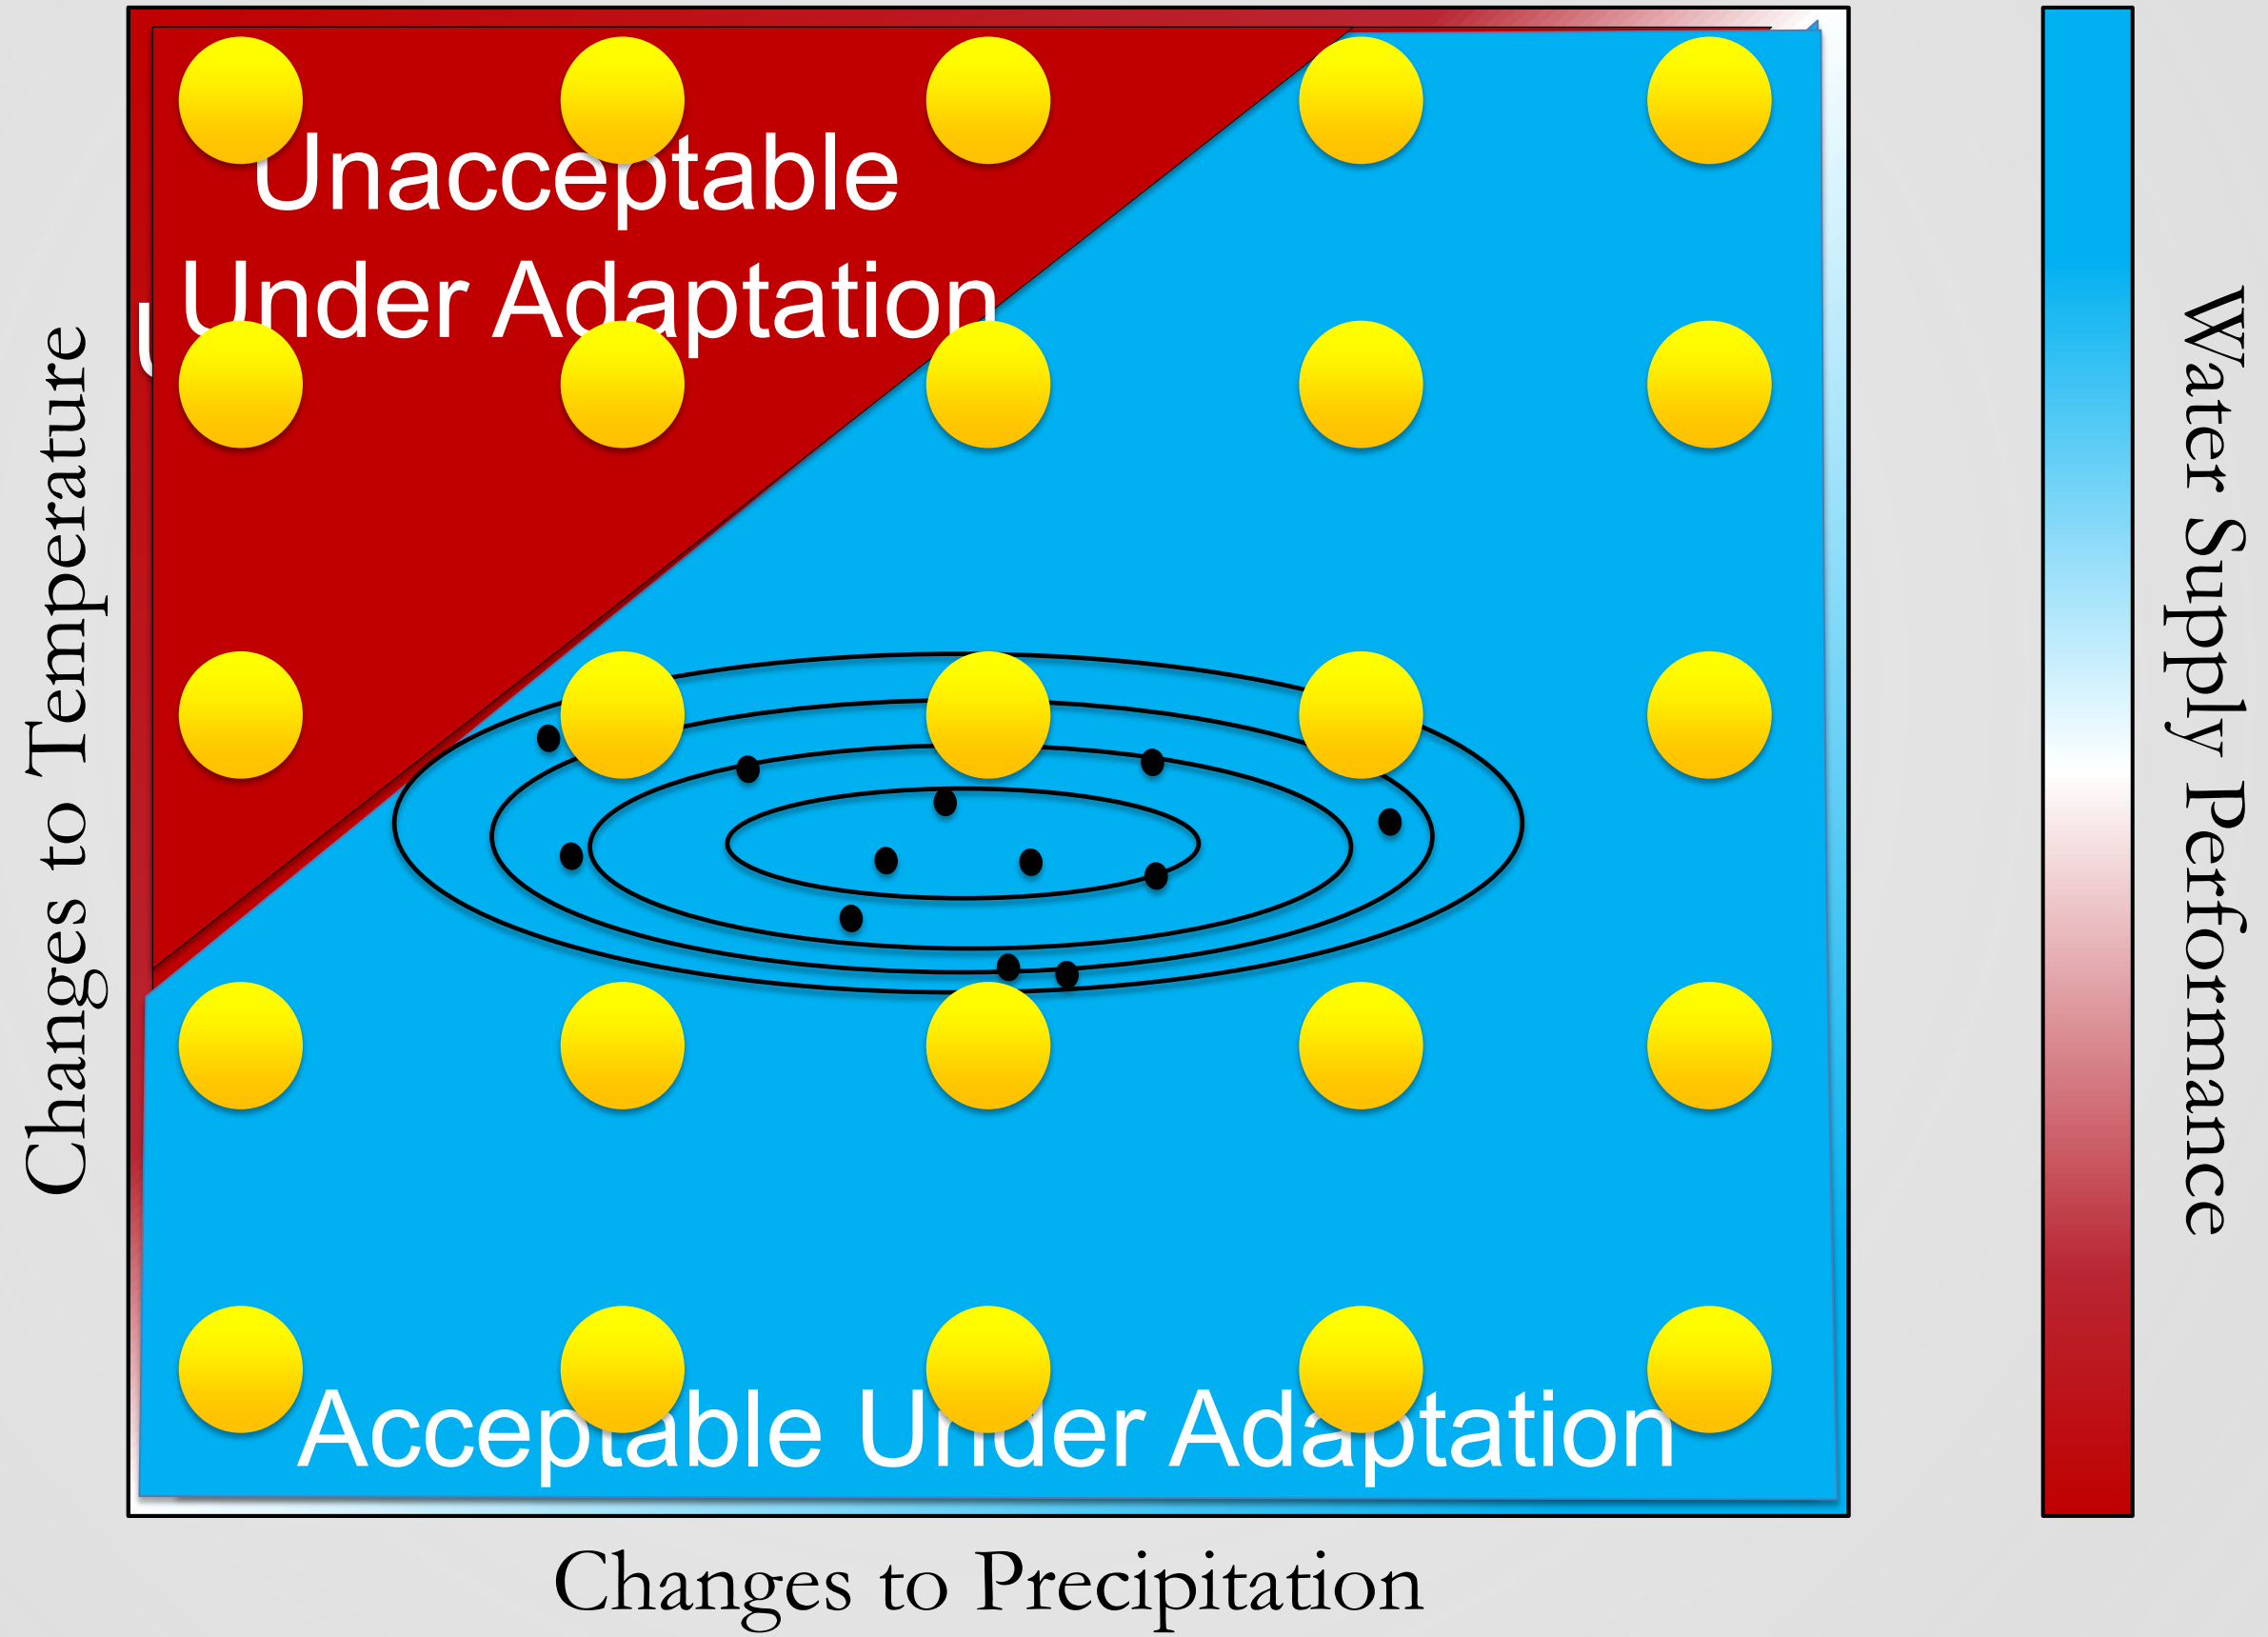 Unacceptable
Under Adaptation
Changes to Temperature
Water Supply Performance
Acceptable Under Adaptation
Changes to Precipitation